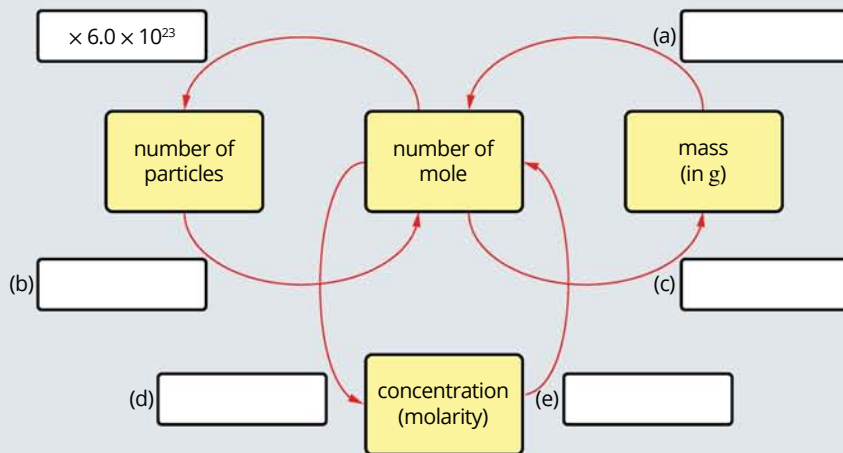 × 6.0 × 10²³
(a)
number of
particles
number of
mole
mass
(in g)
(b)
(c)
(d)
concentration
(molarity)
(e)